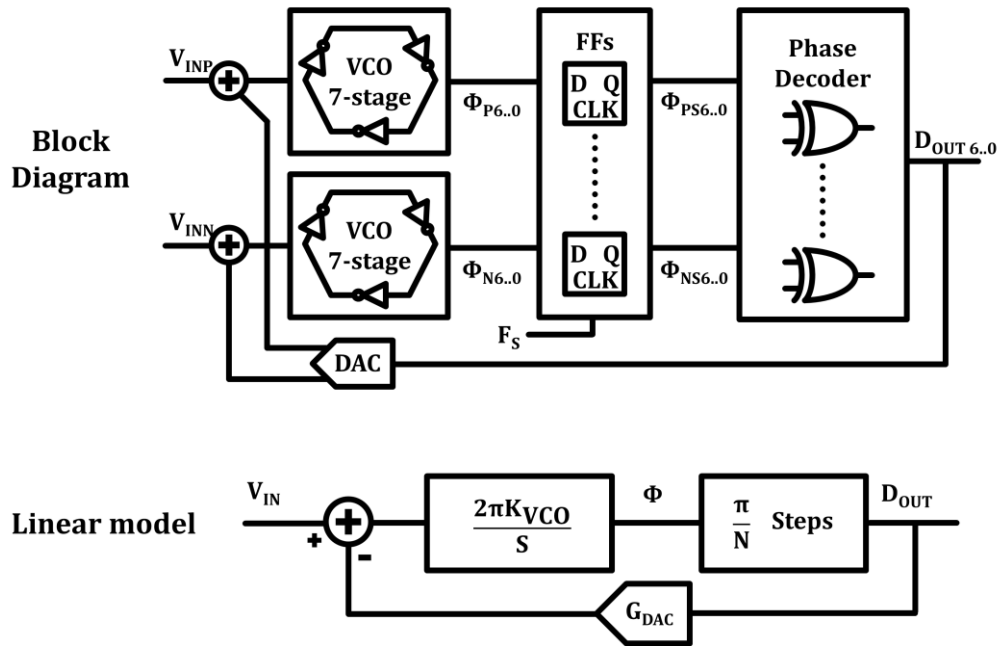 Block
Diagram
V_INP
VCO
7-stage
Φ_P6..0
FFs
D Q
CLK
Φ_PS6..0
Phase
Decoder
D_OUT 6..0
V_INN
VCO
7-stage
Φ_N6..0
D Q
CLK
Φ_NS6..0
F_S
DAC
Linear model
V_IN
+
-
2πK_VCO
S
Φ
π
N
Steps
D_OUT
G_DAC